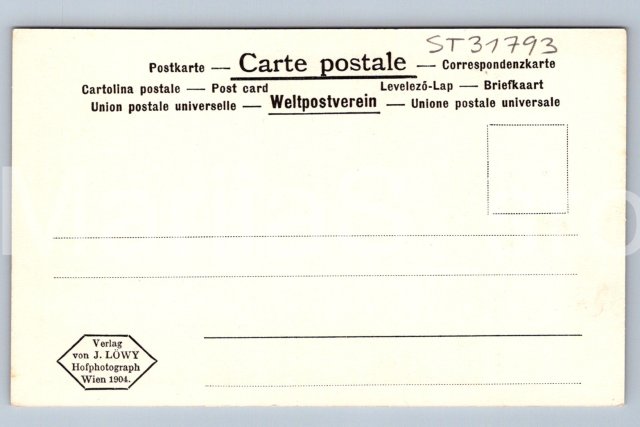 ST31793
Postkarte — Carte postale — Correspondenzkarte
Cartolina postale — Post card Levelező-Lap — Briefkaart
Union postale universelle — Weltpostverein — Unione postale universale
Verlag
von J. LÖWY
Hofphotograph
Wien 1904.